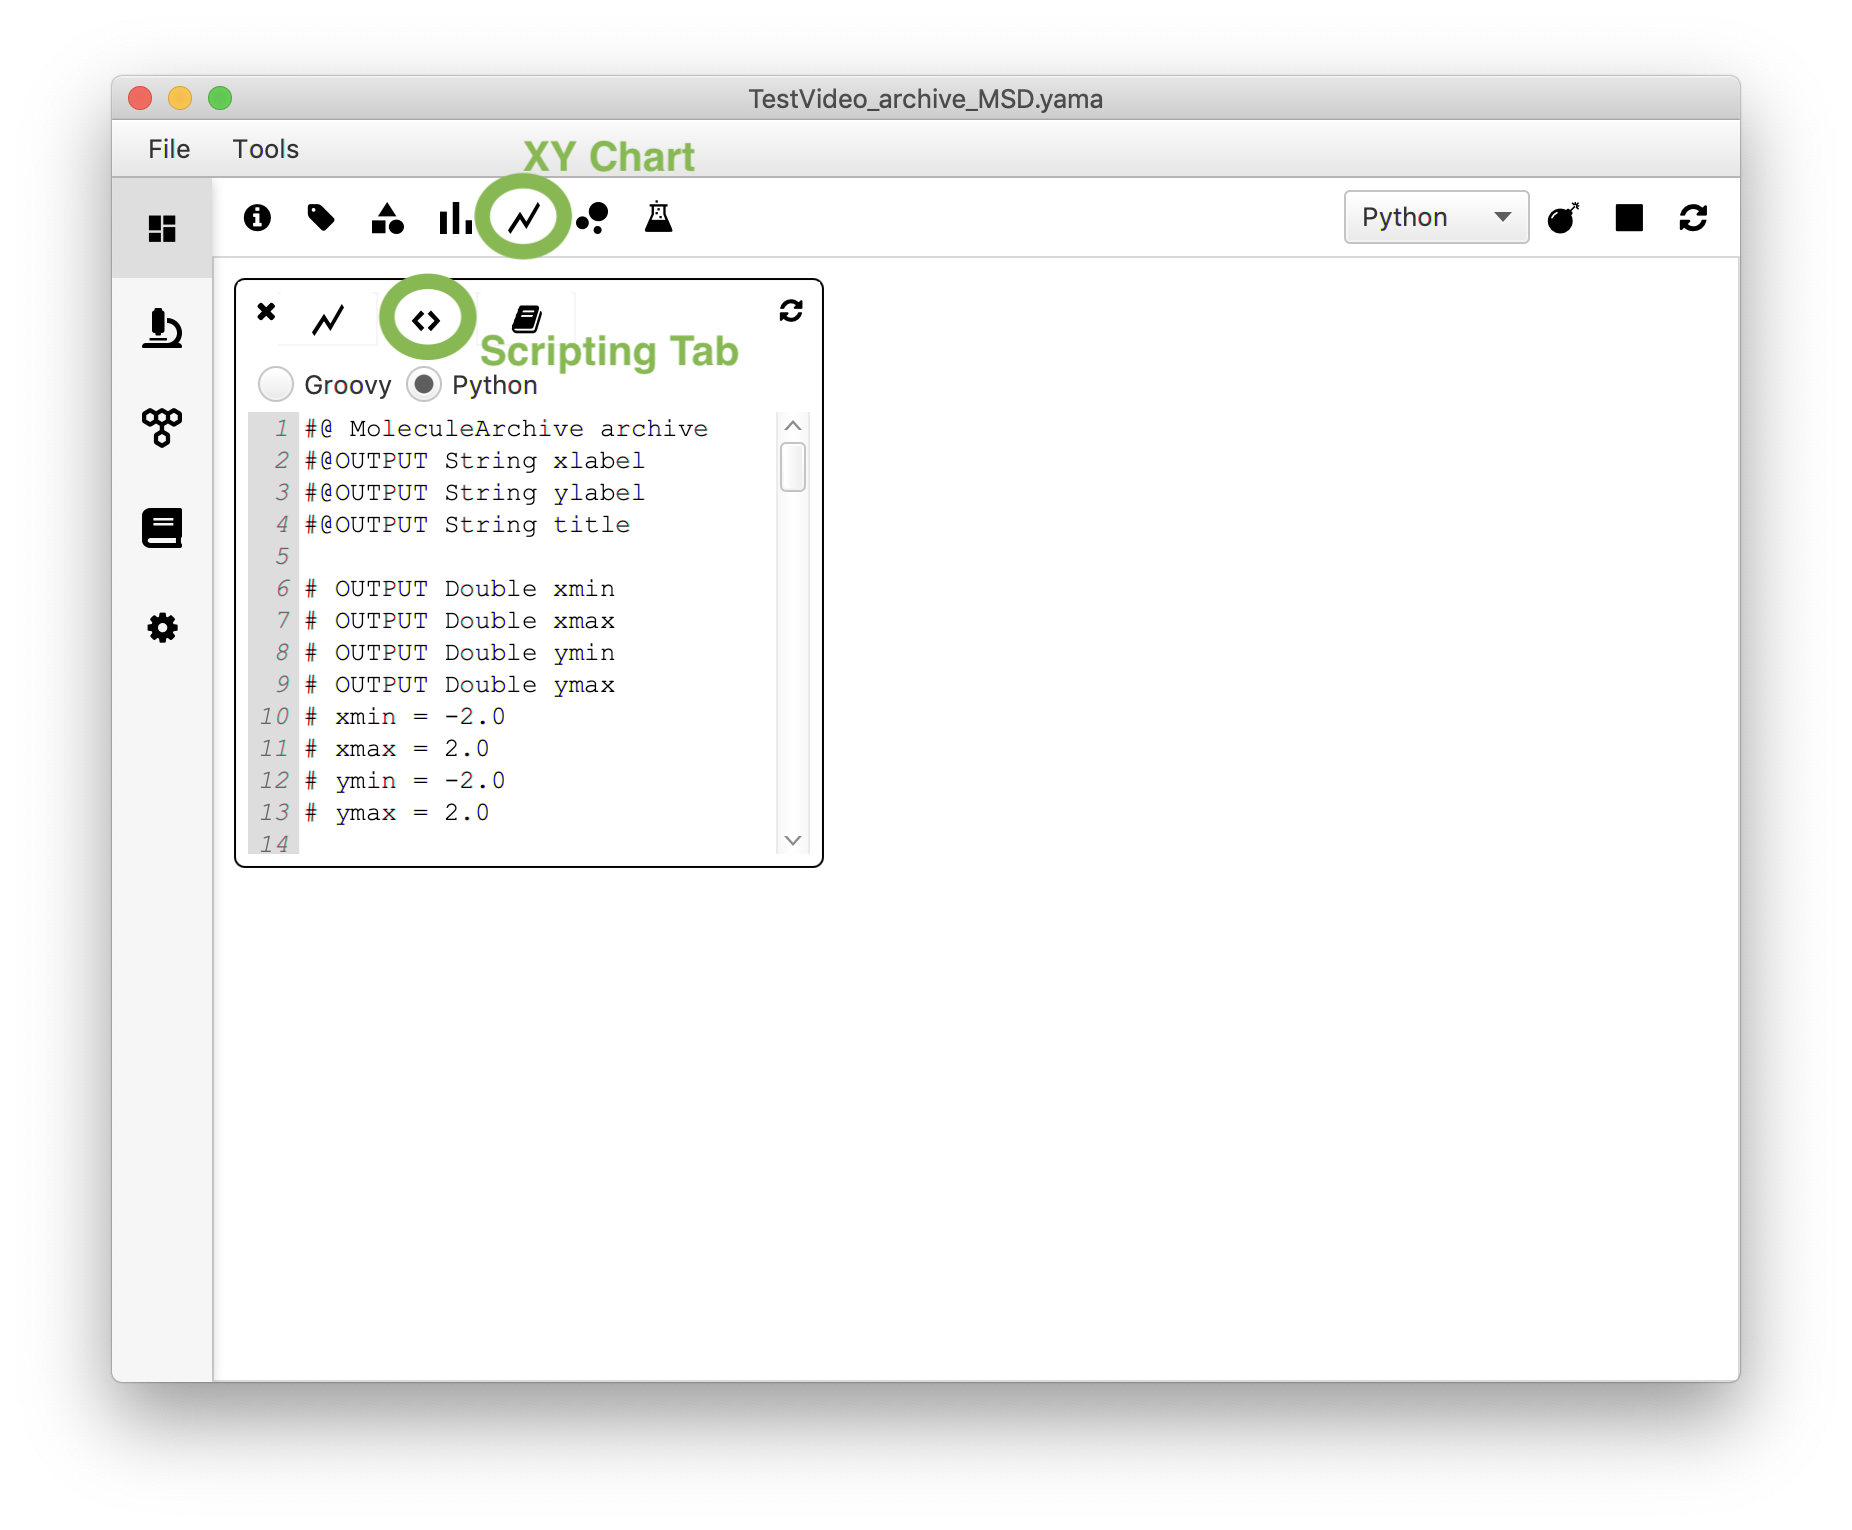 TestVideo_archive_MSD.yama
File Tools
XY Chart
Python
Scripting Tab
Groovy Python
1 #@ MoleculeArchive archive
2 #@OUTPUT String xlabel
3 #@OUTPUT String ylabel
4 #@OUTPUT String title
5
6 # OUTPUT Double xmin
7 # OUTPUT Double xmax
8 # OUTPUT Double ymin
9 # OUTPUT Double ymax
10 # xmin = -2.0
11 # xmax = 2.0
12 # ymin = -2.0
13 # ymax = 2.0
14